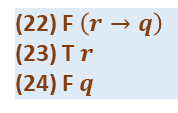 (22) F (r → q)
(23) T r
(24) F q